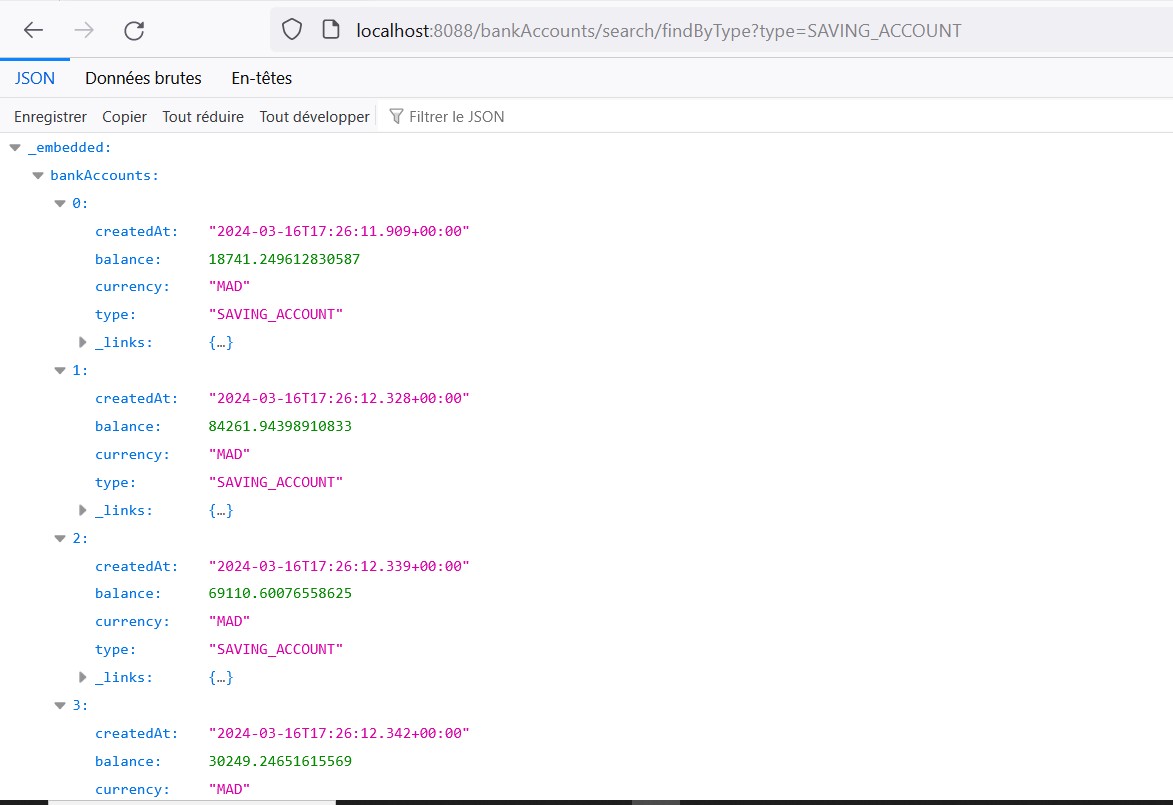 localhost:8088/bankAccounts/search/findByType?type=SAVING_ACCOUNT
JSON Données brutes En-têtes
Enregistrer Copier Tout réduire Tout développer Filtrer le JSON
_embedded:
bankAccounts:
0:
createdAt: "2024-03-16T17:26:11.909+00:00"
balance: 18741.249612830587
currency: "MAD"
type: "SAVING_ACCOUNT"
_links: {…}
1:
createdAt: "2024-03-16T17:26:12.328+00:00"
balance: 84261.94398910833
currency: "MAD"
type: "SAVING_ACCOUNT"
_links: {…}
2:
createdAt: "2024-03-16T17:26:12.339+00:00"
balance: 69110.60076558625
currency: "MAD"
type: "SAVING_ACCOUNT"
_links: {…}
3:
createdAt: "2024-03-16T17:26:12.342+00:00"
balance: 30249.24651615569
currency: "MAD"